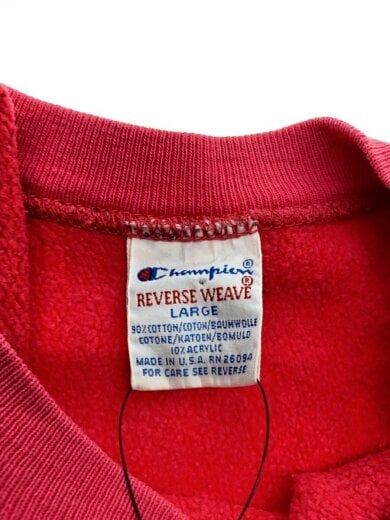 Champion®
REVERSE WEAVE®
LARGE
90% COTTON/COTON/BAUMWOLLE
COTONE/KATOEN/BOMULD
10% ACRYLIC
MADE IN U.S.A. RN 26094
FOR CARE SEE REVERSE